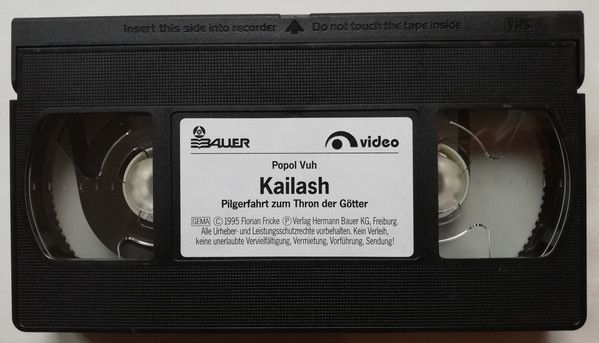 Insert this side into recorder Do not touch the tape inside VHS
BAUER video
Popol Vuh
Kailash
Pilgerfahrt zum Thron der Götter
GEMA © 1995 Florian Fricke Ⓟ Verlag Hermann Bauer KG, Freiburg.
Alle Urheber- und Leistungsschutzrechte vorbehalten. Kein Verleih,
keine unerlaubte Vervielfältigung, Vermietung, Vorführung, Sendung!